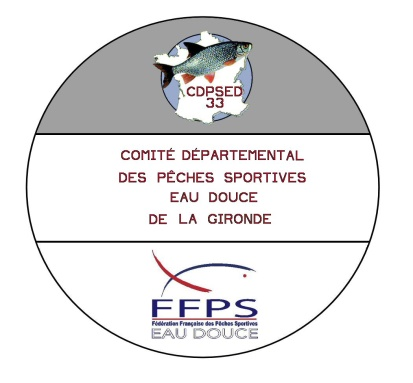 CDPSED
33
COMITÉ DÉPARTEMENTAL
DES PÊCHES SPORTIVES
EAU DOUCE
DE LA GIRONDE
FFPS
Fédération Française des Pêches Sportives
EAU DOUCE